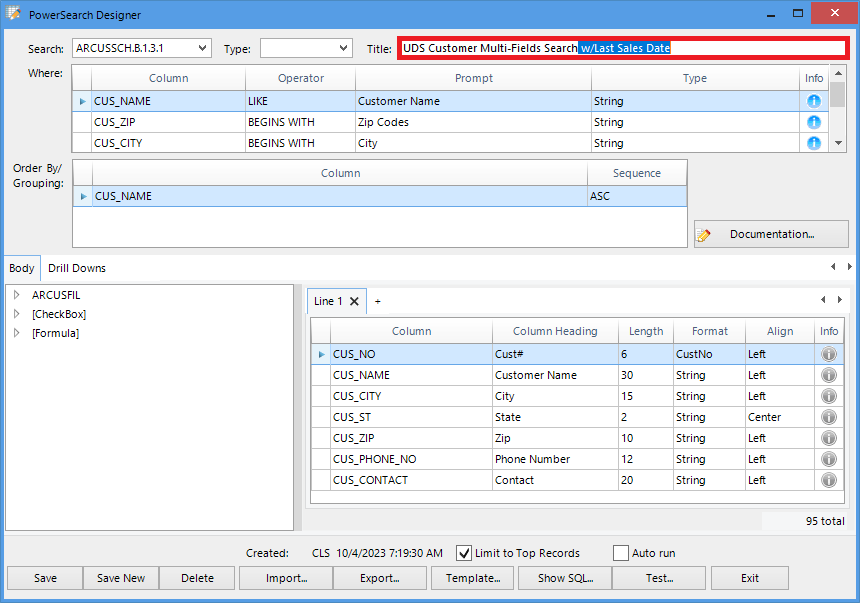 PowerSearch Designer
Search: ARCUSSCH.B.1.3.1 Type: Title: UDS Customer Multi-Fields Search w/Last Sales Date
Where:
Column Operator Prompt Type Info
CUS_NAME LIKE Customer Name String
CUS_ZIP BEGINS WITH Zip Codes String
CUS_CITY BEGINS WITH City String
Order By/
Grouping:
Column Sequence
CUS_NAME ASC
Documentation...
Body Drill Downs
ARCUSFIL
[CheckBox]
[Formula]
Line 1 +
Column Column Heading Length Format Align Info
CUS_NO Cust# 6 CustNo Left
CUS_NAME Customer Name 30 String Left
CUS_CITY City 15 String Left
CUS_ST State 2 String Center
CUS_ZIP Zip 10 String Left
CUS_PHONE_NO Phone Number 12 String Left
CUS_CONTACT Contact 20 String Left
95 total
Created: CLS 10/4/2023 7:19:30 AM Limit to Top Records Auto run
Save Save New Delete Import... Export... Template... Show SQL... Test... Exit